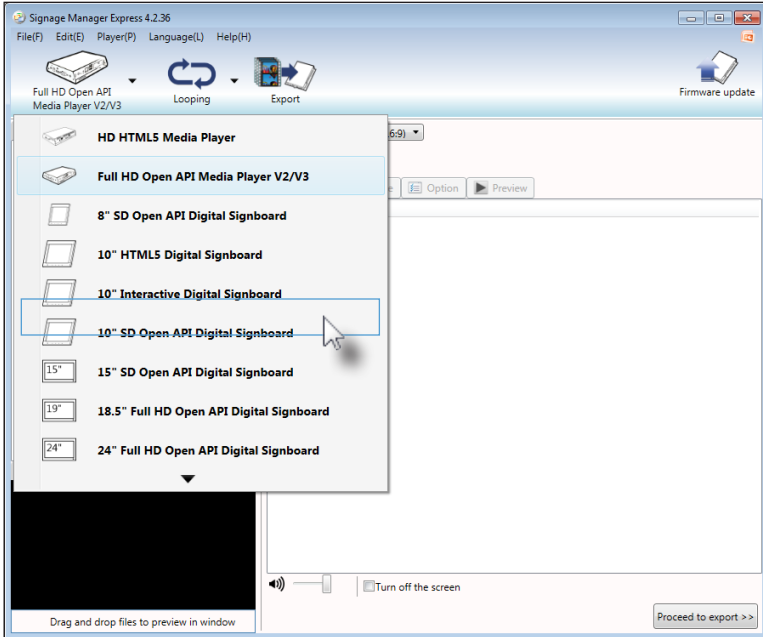 Signage Manager Express 4.2.36
File(F) Edit(E) Player(P) Language(L) Help(H)
Full HD Open API
Media Player V2/V3
Looping
Export
Firmware update
6:9)
HD HTML5 Media Player
Full HD Open API Media Player V2/V3
e Option Preview
8" SD Open API Digital Signboard
10" HTML5 Digital Signboard
10" Interactive Digital Signboard
10" SD Open API Digital Signboard
15" 15" SD Open API Digital Signboard
19" 18.5" Full HD Open API Digital Signboard
24" 24" Full HD Open API Digital Signboard
Turn off the screen
Drag and drop files to preview in window
Proceed to export >>